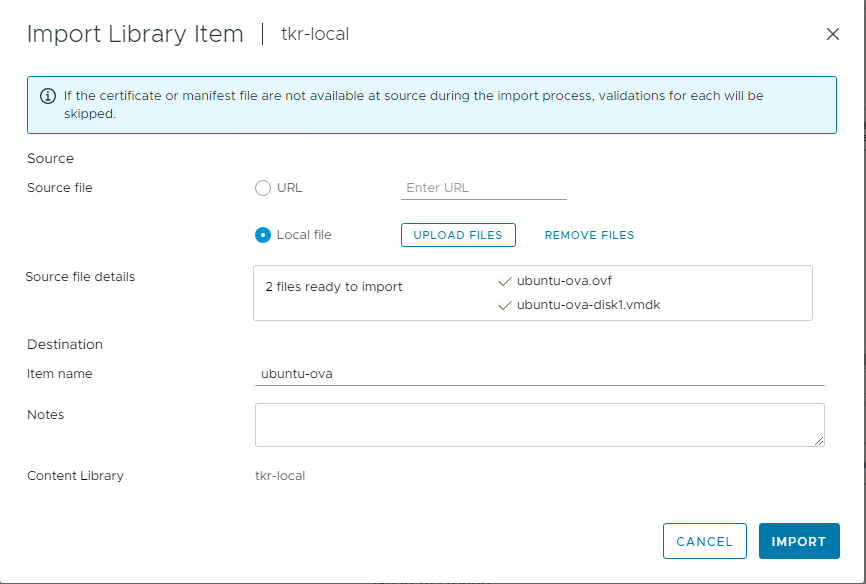 Import Library Item | tkr-local
If the certificate or manifest file are not available at source during the import process, validations for each will be
skipped.
Source
Source file URL Enter URL
Local file UPLOAD FILES REMOVE FILES
Source file details 2 files ready to import ubuntu-ova.ovf
ubuntu-ova-disk1.vmdk
Destination
Item name ubuntu-ova
Notes
Content Library tkr-local
CANCEL IMPORT